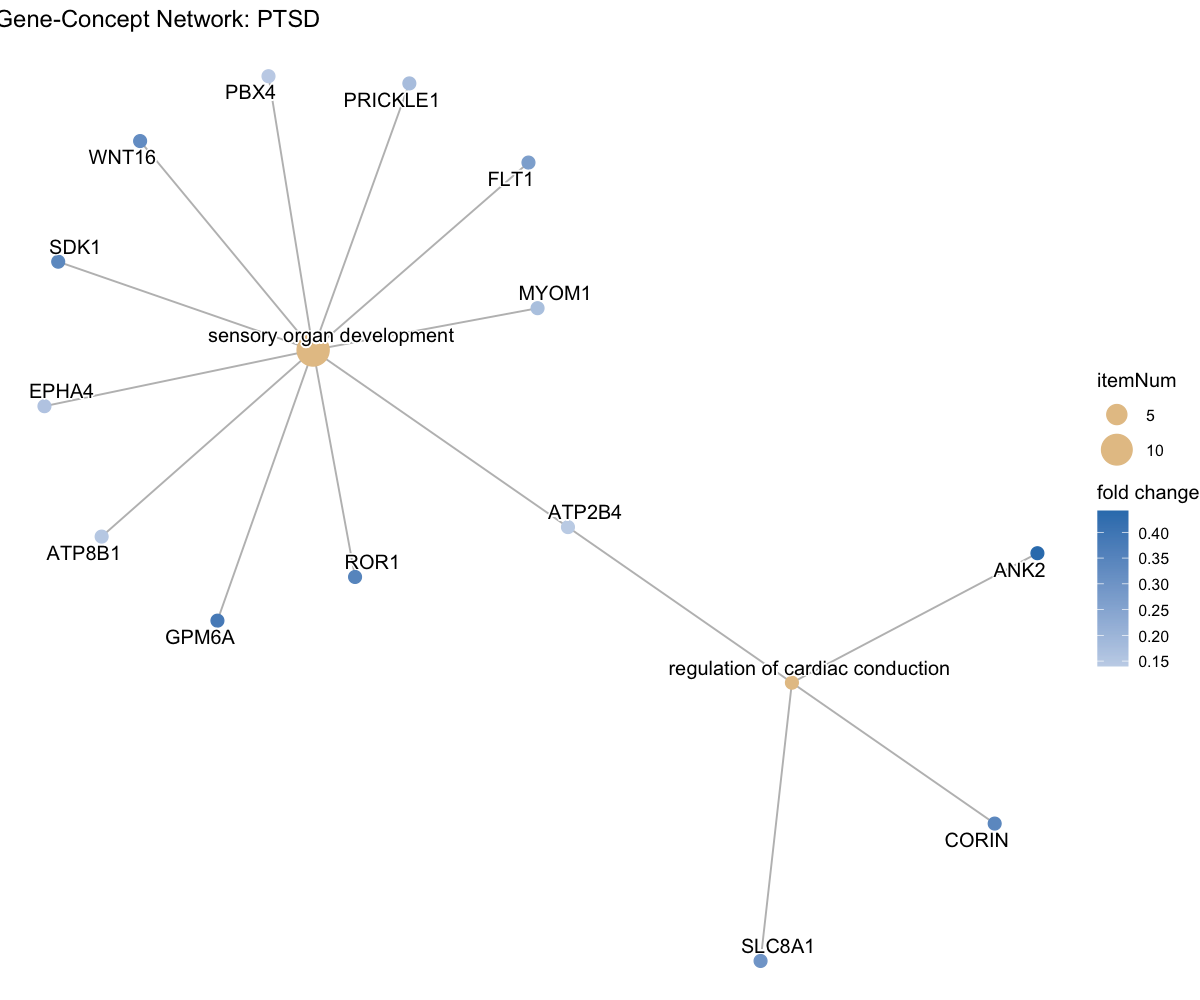 Gene-Concept Network: PTSD
PBX4
PRICKLE1
WNT16
FLT1
SDK1
MYOM1
sensory organ development
EPHA4
ATP2B4
ATP8B1
ROR1
GPM6A
ANK2
regulation of cardiac conduction
CORIN
SLC8A1
itemNum
5
10
fold change
0.40
0.35
0.30
0.25
0.20
0.15